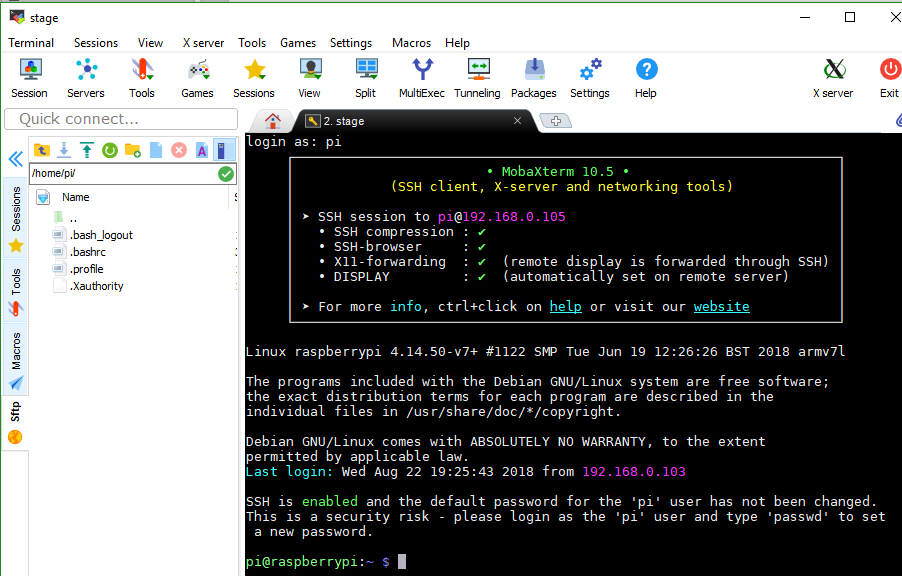 stage
Terminal Sessions View X server Tools Games Settings Macros Help
Session Servers Tools Games Sessions View Split MultiExec Tunneling Packages Settings Help X server Exit
Quick connect...
2. stage
/home/pi/
Name
..
.bash_logout
.bashrc
.profile
.Xauthority
Sessions
Tools
Macros
Sftp
login as: pi
• MobaXterm 10.5 •
(SSH client, X-server and networking tools)
➤ SSH session to pi@192.168.0.105
• SSH compression : ✔
• SSH-browser : ✔
• X11-forwarding : ✔ (remote display is forwarded through SSH)
• DISPLAY : ✔ (automatically set on remote server)
➤ For more info, ctrl+click on help or visit our website
Linux raspberrypi 4.14.50-v7+ #1122 SMP Tue Jun 19 12:26:26 BST 2018 armv7l
The programs included with the Debian GNU/Linux system are free software;
the exact distribution terms for each program are described in the
individual files in /usr/share/doc/*/copyright.
Debian GNU/Linux comes with ABSOLUTELY NO WARRANTY, to the extent
permitted by applicable law.
Last login: Wed Aug 22 19:25:43 2018 from 192.168.0.103
SSH is enabled and the default password for the 'pi' user has not been changed.
This is a security risk - please login as the 'pi' user and type 'passwd' to set
a new password.
pi@raspberrypi:~ $